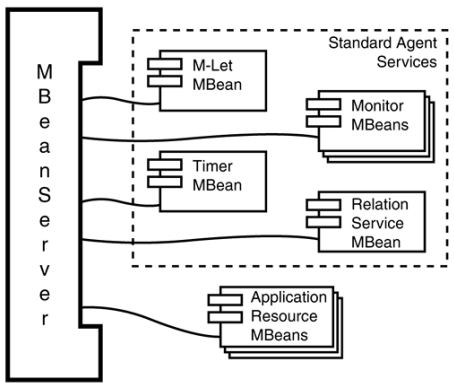 MBeanServer
Standard Agent
Services
M-Let
MBean
Monitor
MBeans
Timer
MBean
Relation
Service
MBean
Application
Resource
MBeans